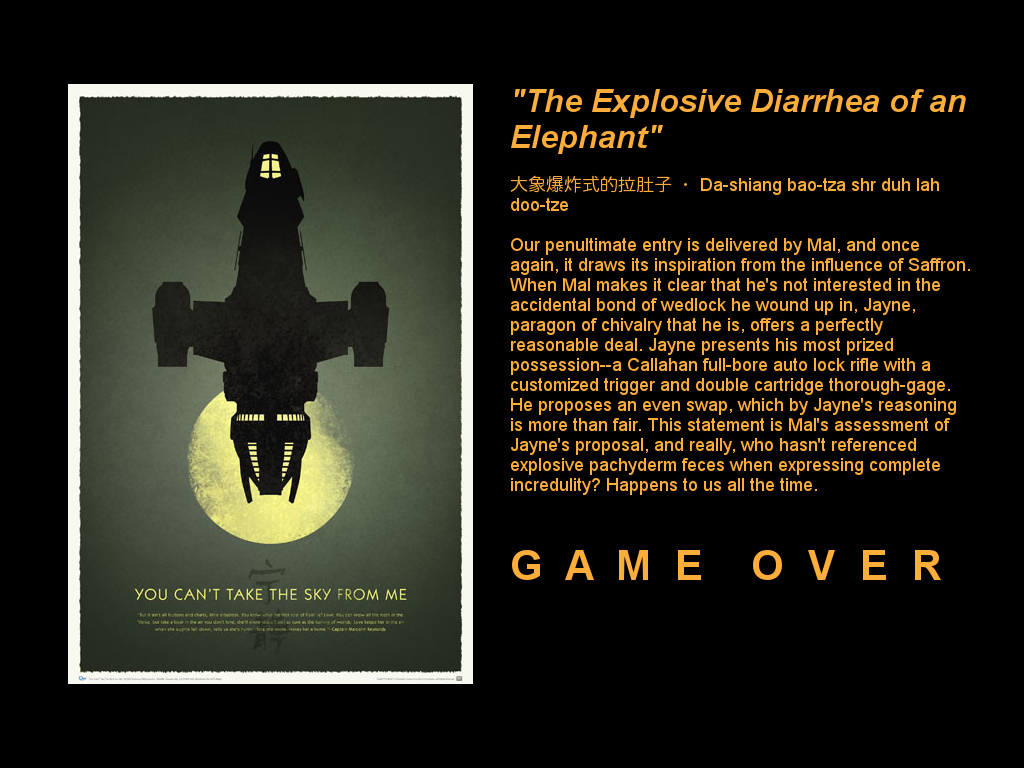 "The Explosive Diarrhea of an
Elephant"
大象爆炸式的拉肚子 · Da-shiang bao-tza shr duh lah
doo-tze
Our penultimate entry is delivered by Mal, and once
again, it draws its inspiration from the influence of Saffron.
When Mal makes it clear that he's not interested in the
accidental bond of wedlock he wound up in, Jayne,
paragon of chivalry that he is, offers a perfectly
reasonable deal. Jayne presents his most prized
possession--a Callahan full-bore auto lock rifle with a
customized trigger and double cartridge thorough-gage.
He proposes an even swap, which by Jayne's reasoning
is more than fair. This statement is Mal's assessment of
Jayne's proposal, and really, who hasn't referenced
explosive pachyderm feces when expressing complete
incredulity? Happens to us all the time.
GAME OVER
YOU CAN'T TAKE THE SKY FROM ME